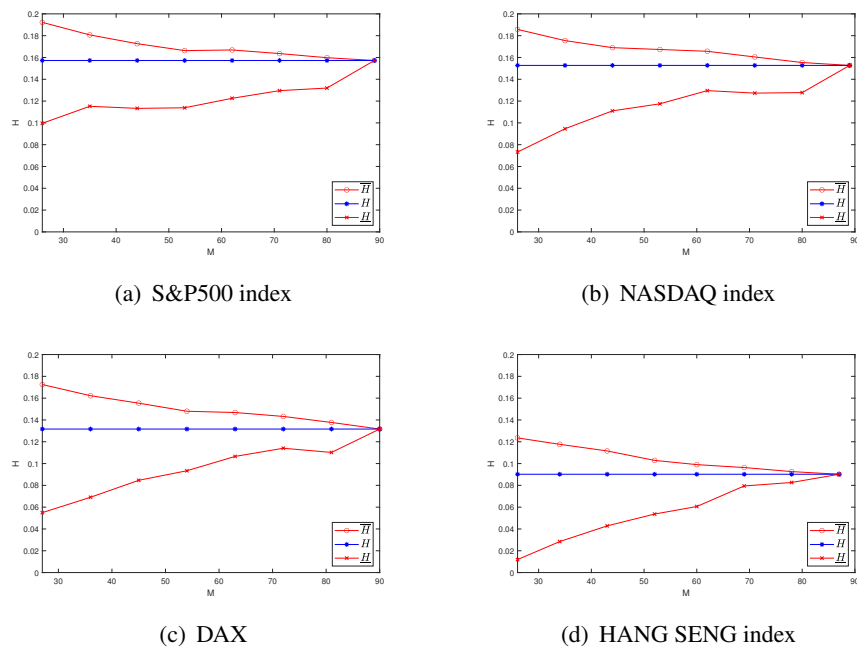 0.2
0.18
0.16
0.14
0.12
0.1
0.08
0.06
0.04
0.02
0
H
30 40 50 60 70 80 90
M
H̅
H
H̲
(a) S&P500 index
0.2
0.18
0.16
0.14
0.12
0.1
0.08
0.06
0.04
0.02
0
H
30 40 50 60 70 80 90
M
H̅
H
H̲
(b) NASDAQ index
0.2
0.18
0.16
0.14
0.12
0.1
0.08
0.06
0.04
0.02
0
H
30 40 50 60 70 80 90
M
H̅
H
H̲
(c) DAX
0.2
0.18
0.16
0.14
0.12
0.1
0.08
0.06
0.04
0.02
0
H
30 40 50 60 70 80 90
M
H̅
H
H̲
(d) HANG SENG index